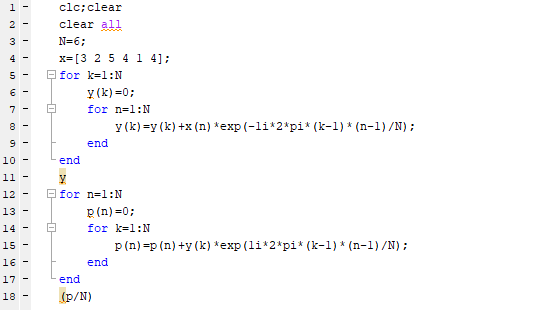 1 - clc;clear
2 - clear all
3 - N=6;
4 - x=[3 2 5 4 1 4];
5 - for k=1:N
6 - y(k)=0;
7 - for n=1:N
8 - y(k)=y(k)+x(n)*exp(-1i*2*pi*(k-1)*(n-1)/N);
9 - end
10 - end
11 - y
12 - for n=1:N
13 - p(n)=0;
14 - for k=1:N
15 - p(n)=p(n)+y(k)*exp(1i*2*pi*(k-1)*(n-1)/N);
16 - end
17 - end
18 - (p/N)